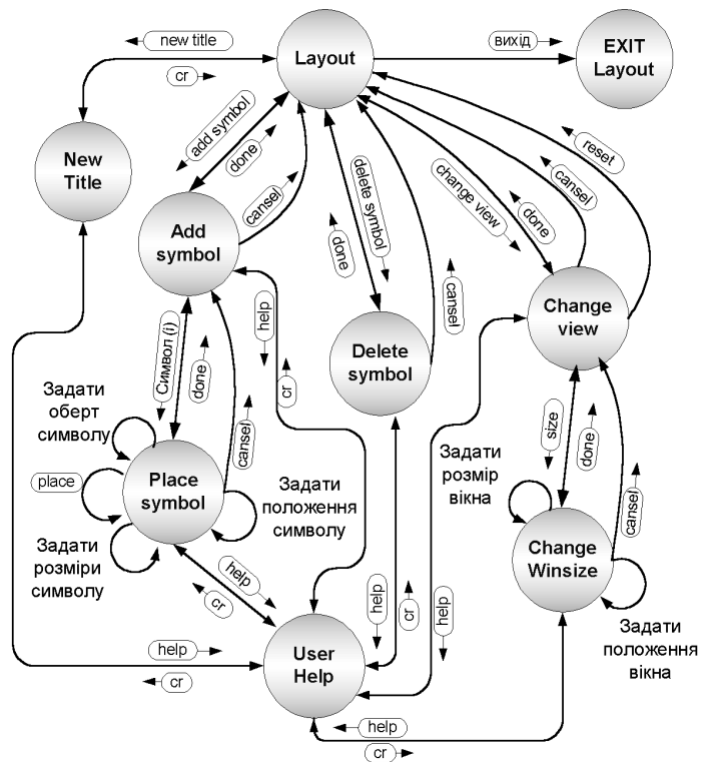 new title
cr
Layout
вихід
EXIT
Layout
New
Title
add symbol
done
cansel
delete symbol
done
cansel
change view
done
cansel
reset
Add
symbol
Delete
symbol
Change
view
help
cr
Символ (i)
done
cansel
size
done
cansel
Задати
оберт
символу
place
Place
symbol
Задати
розміри
символу
Задати
положення
символу
Задати
розмір
вікна
Change
Winsize
Задати
положення
вікна
help
cr
help
cr
help
help
cr
User
Help
help
cr